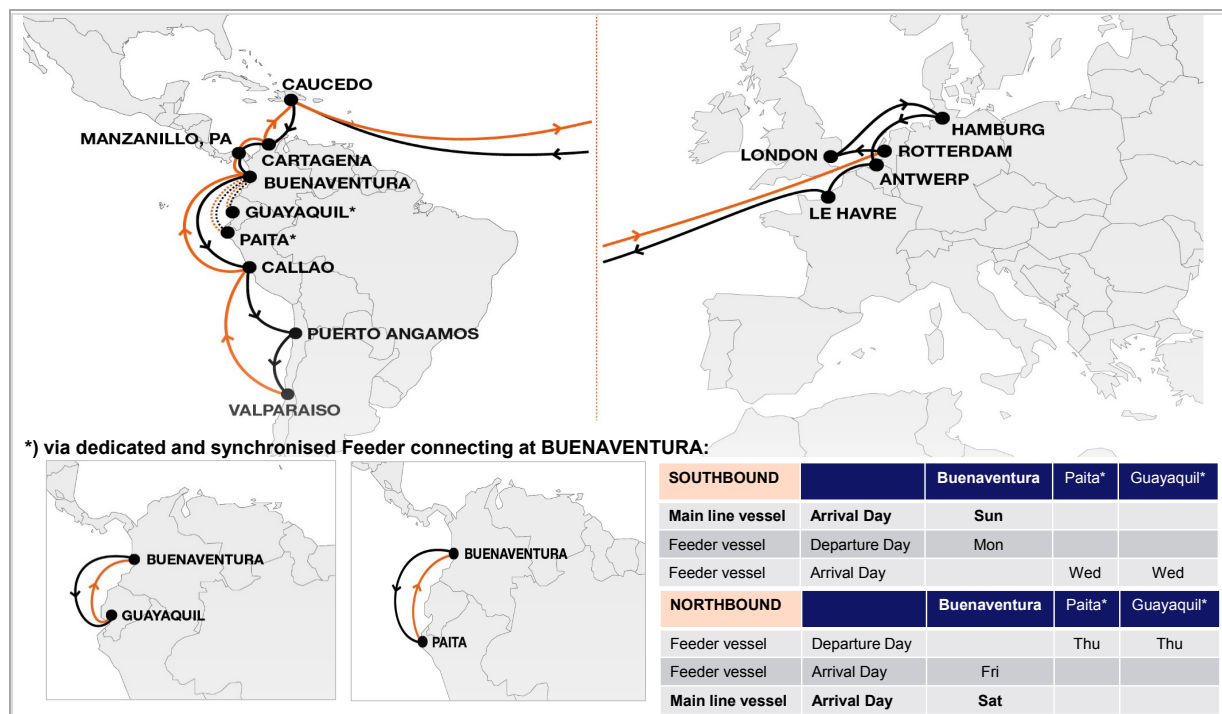 CAUCEDO
MANZANILLO, PA
CARTAGENA
BUENAVENTURA
GUAYAQUIL*
PAITA*
CALLAO
PUERTO ANGAMOS
VALPARAISO
HAMBURG
LONDON
ROTTERDAM
ANTWERP
LE HAVRE
*) via dedicated and synchronised Feeder connecting at BUENAVENTURA:
BUENAVENTURA
GUAYAQUIL
BUENAVENTURA
PAITA
SOUTHBOUND Buenaventura Paita* Guayaquil*
Main line vessel Arrival Day Sun
Feeder vessel Departure Day Mon
Feeder vessel Arrival Day Wed Wed
NORTHBOUND Buenaventura Paita* Guayaquil*
Feeder vessel Departure Day Thu Thu
Feeder vessel Arrival Day Fri
Main line vessel Arrival Day Sat